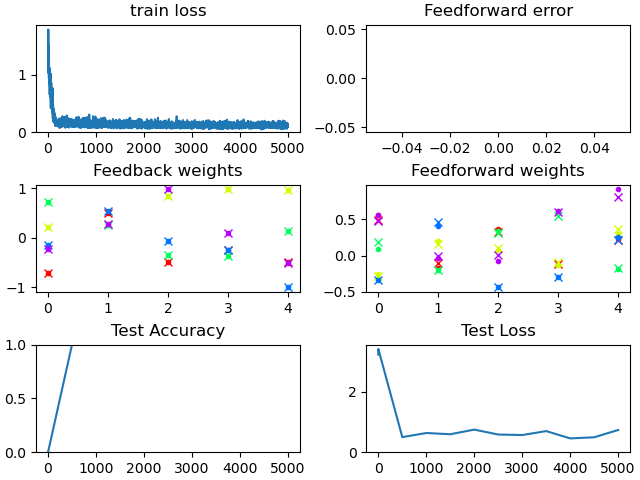 train loss
1
0
0 1000 2000 3000 4000 5000
Feedforward error
0.05
0.00
−0.05
−0.04 −0.02 0.00 0.02 0.04
Feedback weights
1
0
−1
0 1 2 3 4
Feedforward weights
0.5
0.0
−0.5
0 1 2 3 4
Test Accuracy
1.0
0.5
0.0
0 1000 2000 3000 4000 5000
Test Loss
2
0
0 1000 2000 3000 4000 5000